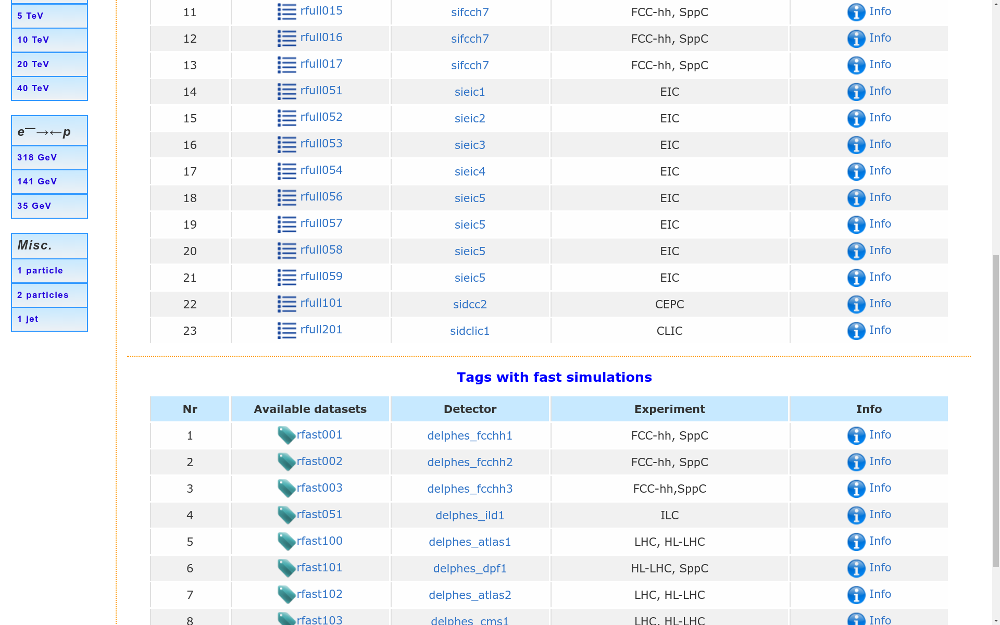 5 TeV
10 TeV
20 TeV
40 TeV
e—→←p
318 GeV
141 GeV
35 GeV
Misc.
1 particle
2 particles
1 jet
11 rfull015 sifcch7 FCC-hh, SppC Info
12 rfull016 sifcch7 FCC-hh, SppC Info
13 rfull017 sifcch7 FCC-hh, SppC Info
14 rfull051 sieic1 EIC Info
15 rfull052 sieic2 EIC Info
16 rfull053 sieic3 EIC Info
17 rfull054 sieic4 EIC Info
18 rfull056 sieic5 EIC Info
19 rfull057 sieic5 EIC Info
20 rfull058 sieic5 EIC Info
21 rfull059 sieic5 EIC Info
22 rfull101 sidcc2 CEPC Info
23 rfull201 sidclic1 CLIC Info
Tags with fast simulations
Nr Available datasets Detector Experiment Info
1 rfast001 delphes_fcchh1 FCC-hh, SppC Info
2 rfast002 delphes_fcchh2 FCC-hh, SppC Info
3 rfast003 delphes_fcchh3 FCC-hh,SppC Info
4 rfast051 delphes_ild1 ILC Info
5 rfast100 delphes_atlas1 LHC, HL-LHC Info
6 rfast101 delphes_dpf1 HL-LHC, SppC Info
7 rfast102 delphes_atlas2 LHC, HL-LHC Info
8 rfast103 delphes_cms1 LHC, HL-LHC Info